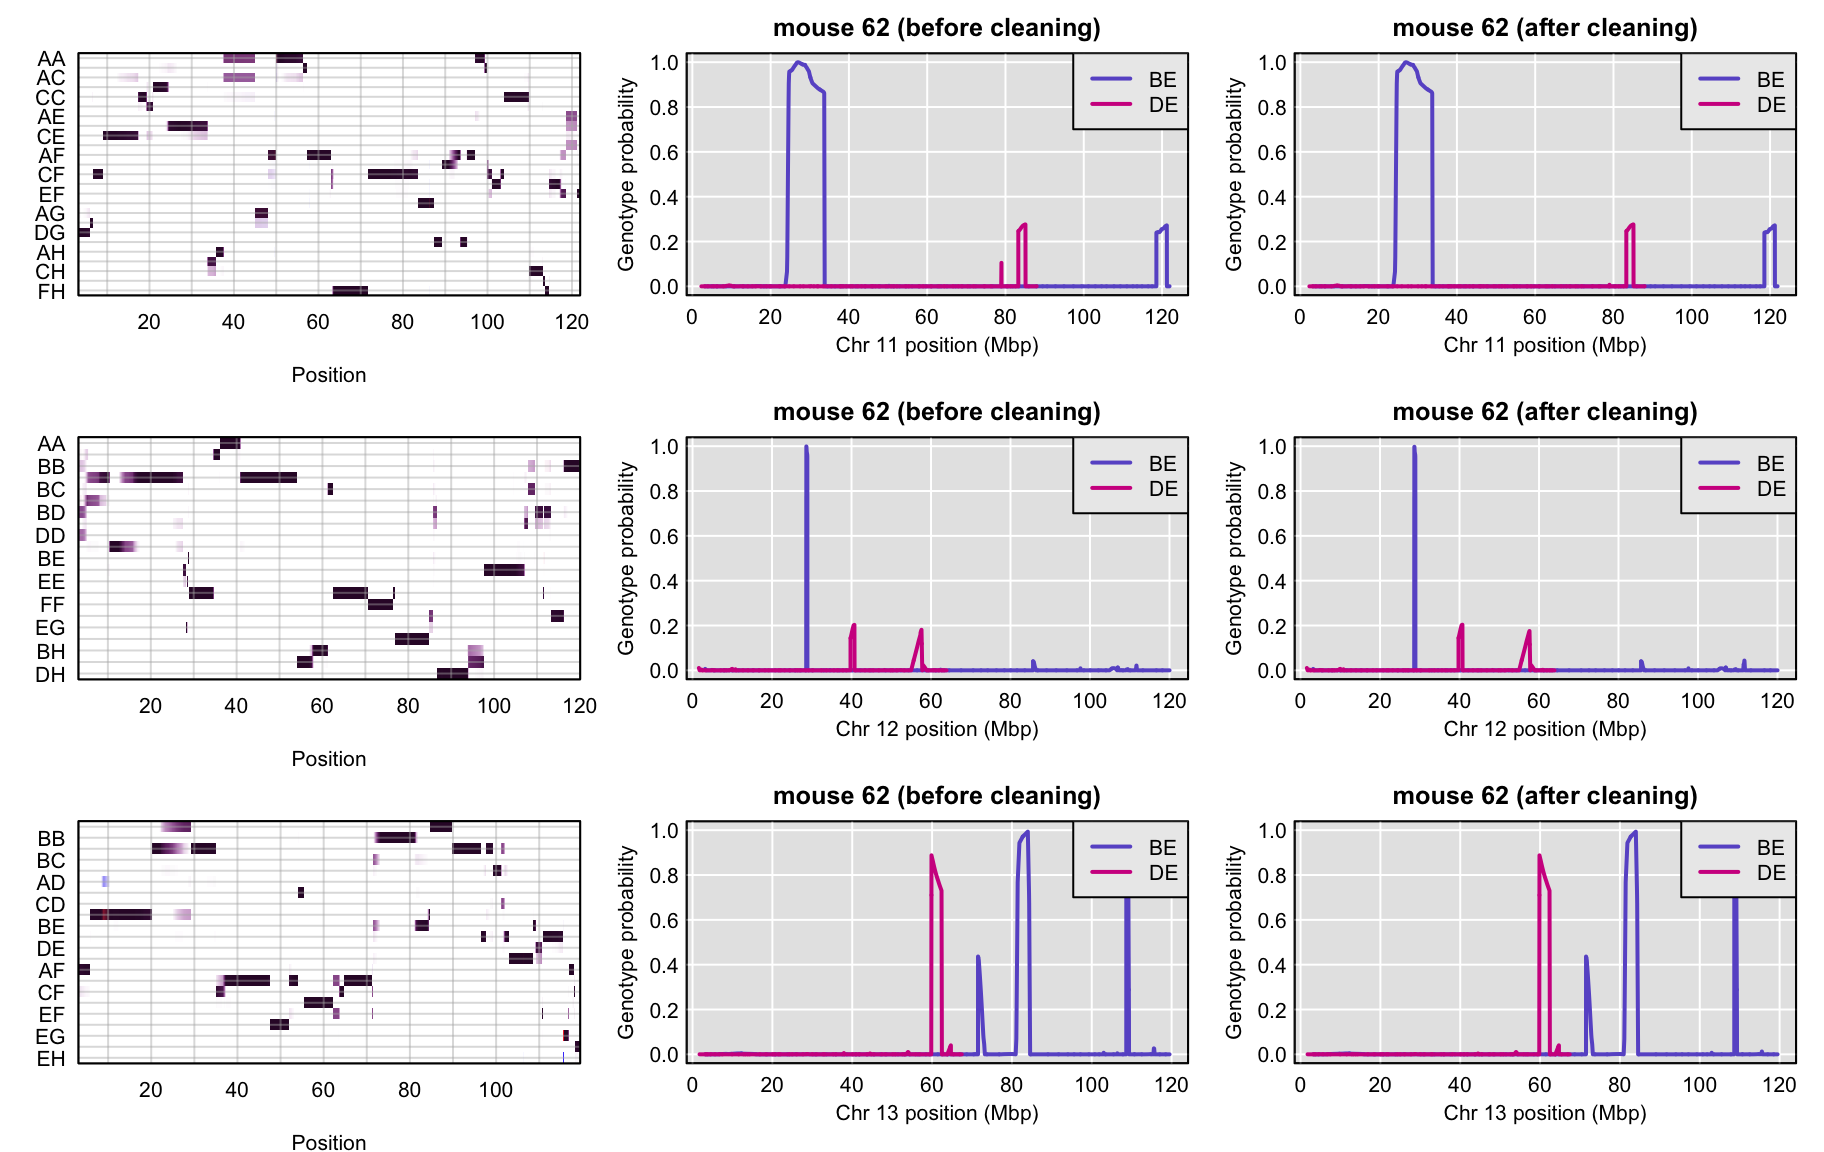 AA
AC
CC
AE
CE
AF
CF
EF
AG
DG
AH
CH
FH
20 40 60 80 100 120
Position
mouse 62 (before cleaning)
Genotype probability
1.0
0.8
0.6
0.4
0.2
0.0
BE
DE
0 20 40 60 80 100 120
Chr 11 position (Mbp)
mouse 62 (after cleaning)
Genotype probability
1.0
0.8
0.6
0.4
0.2
0.0
BE
DE
0 20 40 60 80 100 120
Chr 11 position (Mbp)
AA
BB
BC
BD
DD
BE
EE
FF
EG
BH
DH
20 40 60 80 100 120
Position
mouse 62 (before cleaning)
Genotype probability
1.0
0.8
0.6
0.4
0.2
0.0
BE
DE
0 20 40 60 80 100 120
Chr 12 position (Mbp)
mouse 62 (after cleaning)
Genotype probability
1.0
0.8
0.6
0.4
0.2
0.0
BE
DE
0 20 40 60 80 100 120
Chr 12 position (Mbp)
BB
BC
AD
CD
BE
DE
AF
CF
EF
EG
EH
20 40 60 80 100
Position
mouse 62 (before cleaning)
Genotype probability
1.0
0.8
0.6
0.4
0.2
0.0
BE
DE
0 20 40 60 80 100 120
Chr 13 position (Mbp)
mouse 62 (after cleaning)
Genotype probability
1.0
0.8
0.6
0.4
0.2
0.0
BE
DE
0 20 40 60 80 100 120
Chr 13 position (Mbp)